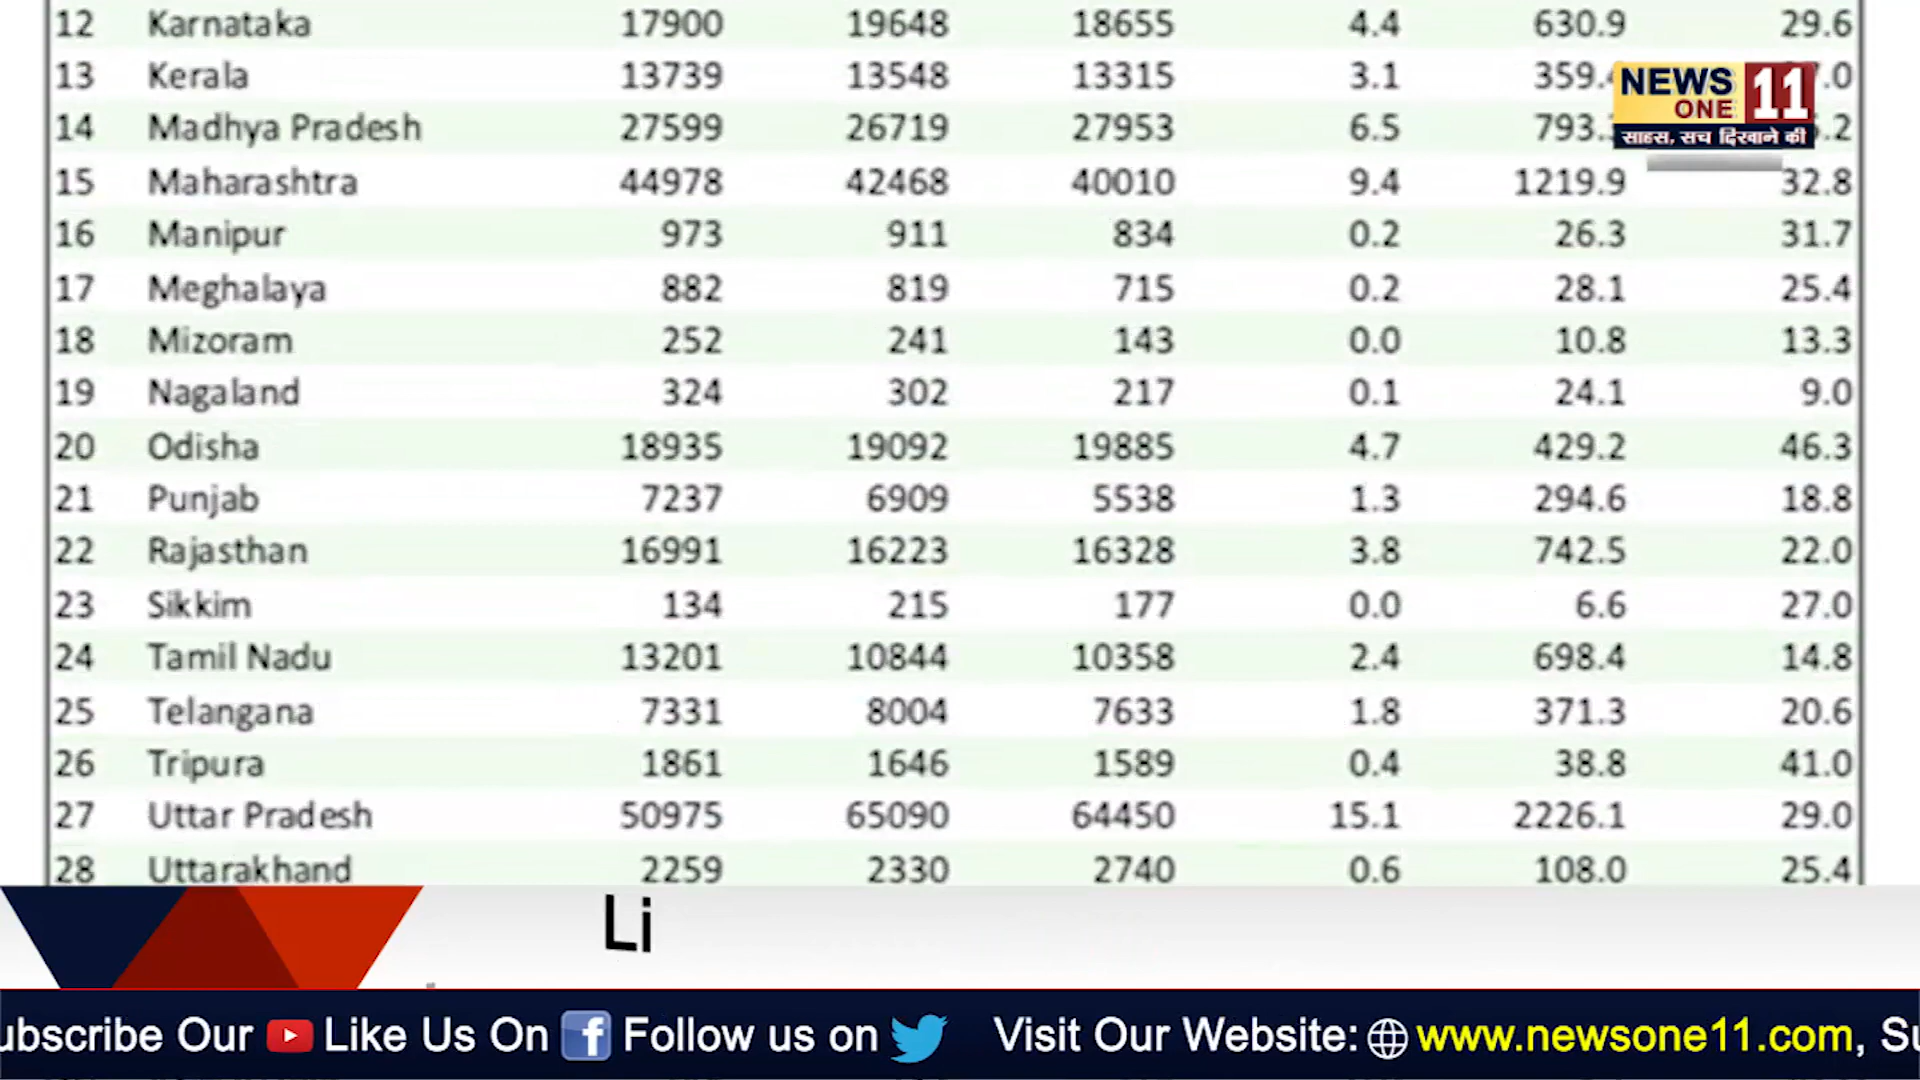 12 Karnataka 17900 19648 18655 4.4 630.9 29.6
13 Kerala 13739 13548 13315 3.1 359. .0
14 Madhya Pradesh 27599 26719 27953 6.5 793. .2
15 Maharashtra 44978 42468 40010 9.4 1219.9 32.8
16 Manipur 973 911 834 0.2 26.3 31.7
17 Meghalaya 882 819 715 0.2 28.1 25.4
18 Mizoram 252 241 143 0.0 10.8 13.3
19 Nagaland 324 302 217 0.1 24.1 9.0
20 Odisha 18935 19092 19885 4.7 429.2 46.3
21 Punjab 7237 6909 5538 1.3 294.6 18.8
22 Rajasthan 16991 16223 16328 3.8 742.5 22.0
23 Sikkim 134 215 177 0.0 6.6 27.0
24 Tamil Nadu 13201 10844 10358 2.4 698.4 14.8
25 Telangana 7331 8004 7633 1.8 371.3 20.6
26 Tripura 1861 1646 1589 0.4 38.8 41.0
27 Uttar Pradesh 50975 65090 64450 15.1 2226.1 29.0
28 Uttarakhand 2259 2330 2740 0.6 108.0 25.4
NEWS ONE 11
साहस, सच दिखाने की
Li
ubscribe Our Like Us On Follow us on Visit Our Website: www.newsone11.com, Su